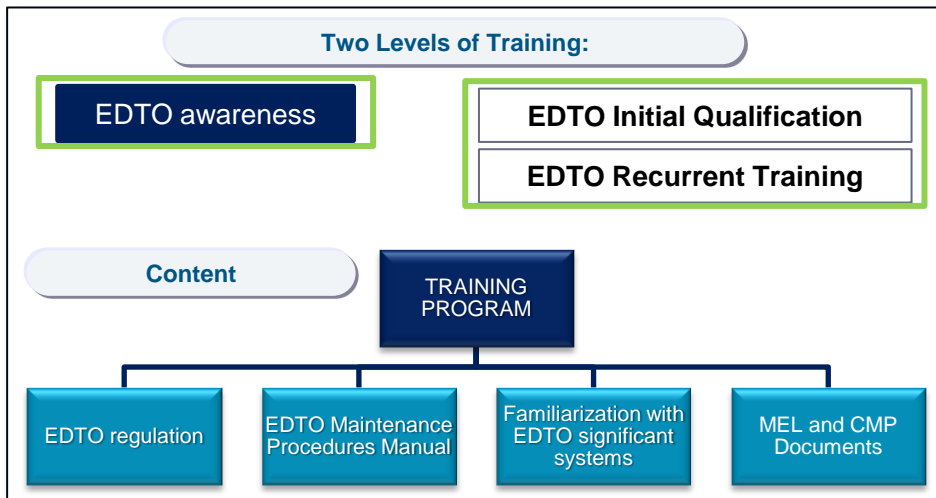 Two Levels of Training:
EDTO awareness
EDTO Initial Qualification
EDTO Recurrent Training
Content
TRAINING
PROGRAM
EDTO regulation
EDTO Maintenance
Procedures Manual
Familiarization with
EDTO significant
systems
MEL and CMP
Documents